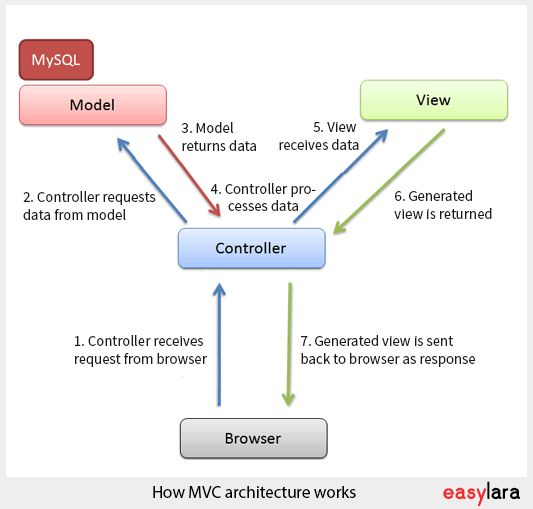 MySQL
Model
View
3. Model
returns data
5. View
receives data
2. Controller requests
data from model
4. Controller pro-
cesses data
6. Generated
view is returned
Controller
1. Controller receives
request from browser
7. Generated view is sent
back to browser as response
Browser
How MVC architecture works
easylara